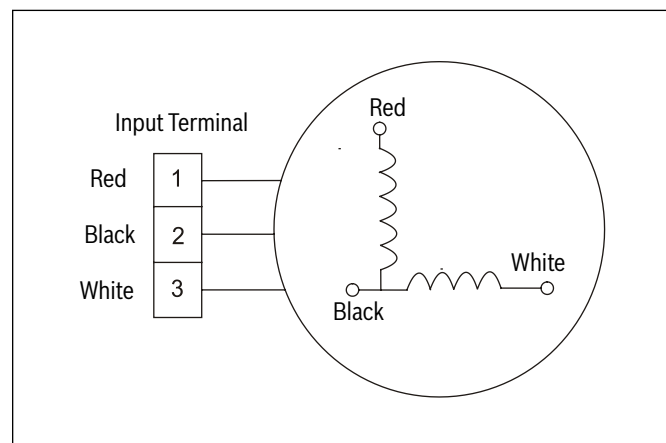 Input Terminal
Red 1
Black 2
White 3
Red
White
Black